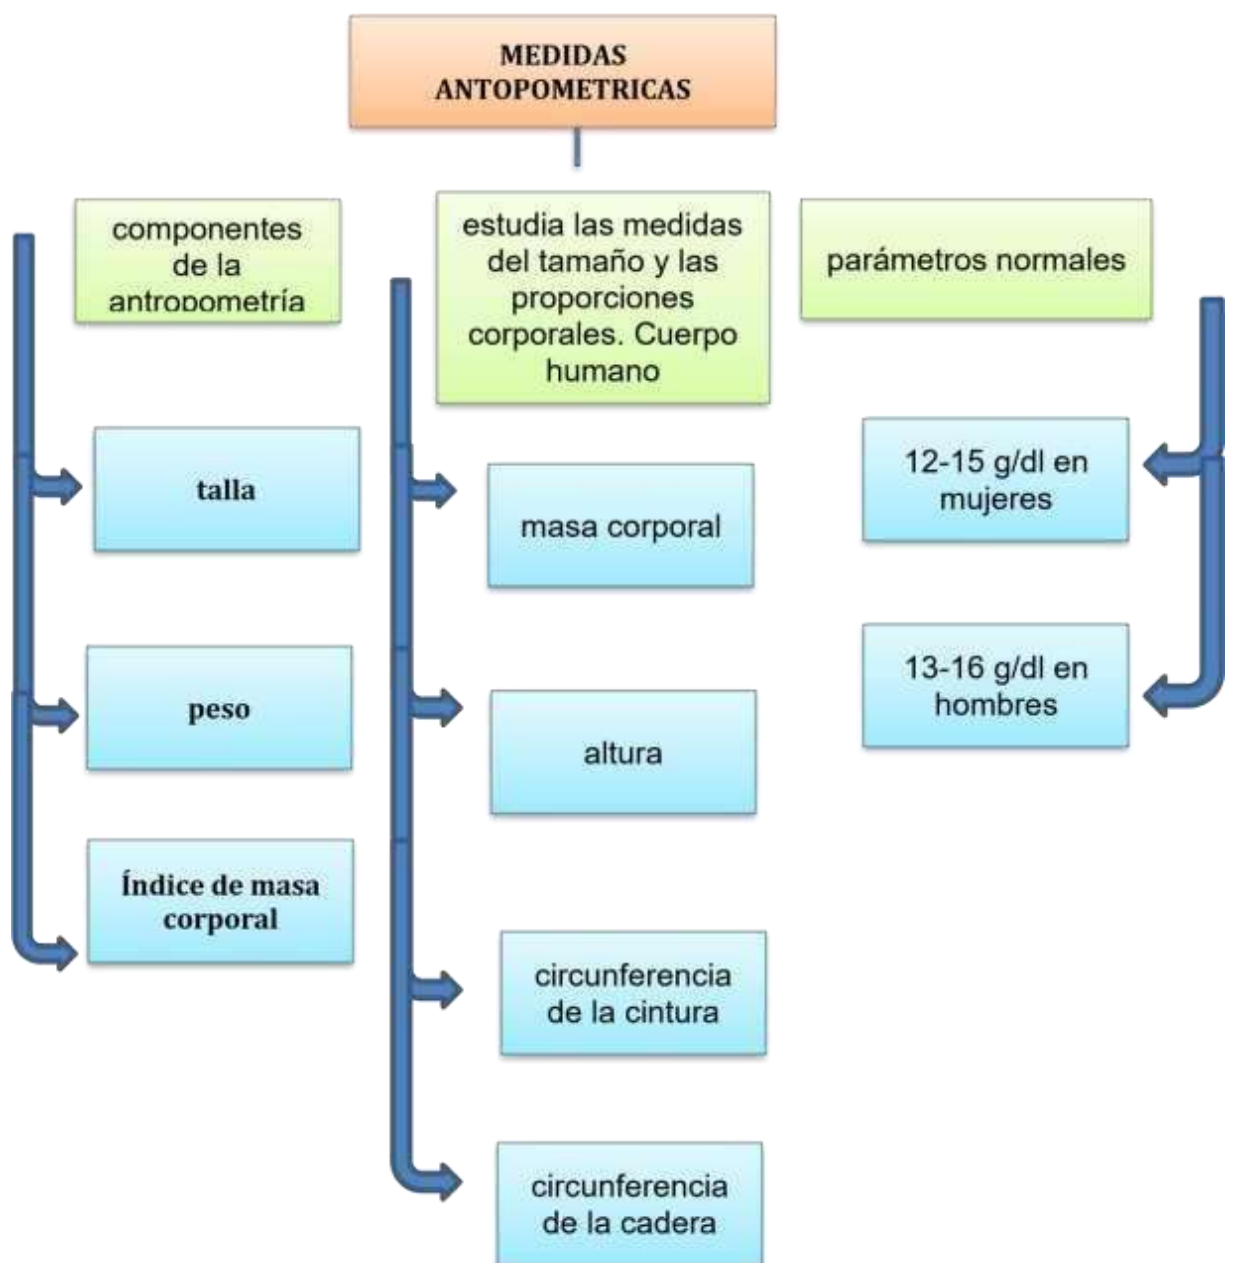 MEDIDAS
ANTOPOMETRICAS
componentes
de la
antropometría
talla
peso
Índice de masa
corporal
estudia las medidas
del tamaño y las
proporciones
corporales. Cuerpo
humano
masa corporal
altura
circunferencia
de la cintura
circunferencia
de la cadera
parámetros normales
12-15 g/dl en
mujeres
13-16 g/dl en
hombres